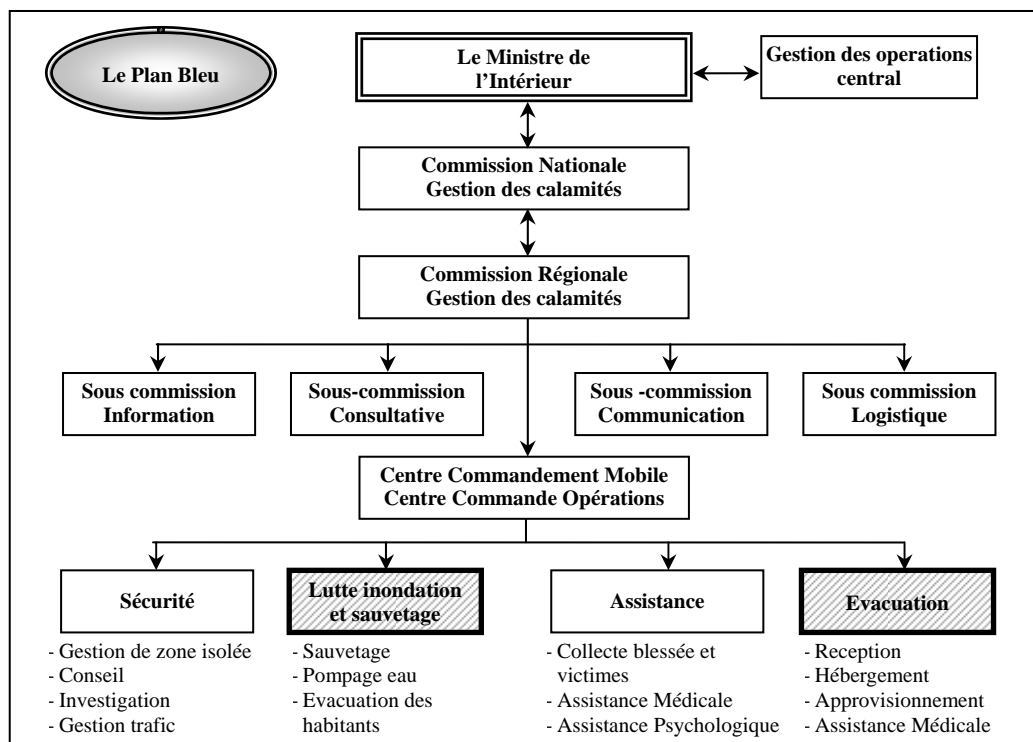 Le Plan Bleu
Le Ministre de
l'Intérieur
Gestion des operations
central
Commission Nationale
Gestion des calamités
Commission Régionale
Gestion des calamités
Sous commission
Information
Sous-commission
Consultative
Sous -commission
Communication
Sous commission
Logistique
Centre Commandement Mobile
Centre Commande Opérations
Sécurité
- Gestion de zone isolée
- Conseil
- Investigation
- Gestion trafic
Lutte inondation
et sauvetage
- Sauvetage
- Pompage eau
- Evacuation des
habitants
Assistance
- Collecte blessée et
victimes
- Assistance Médicale
- Assistance Psychologique
Evacuation
- Reception
- Hébergement
- Approvisionnement
- Assistance Médicale